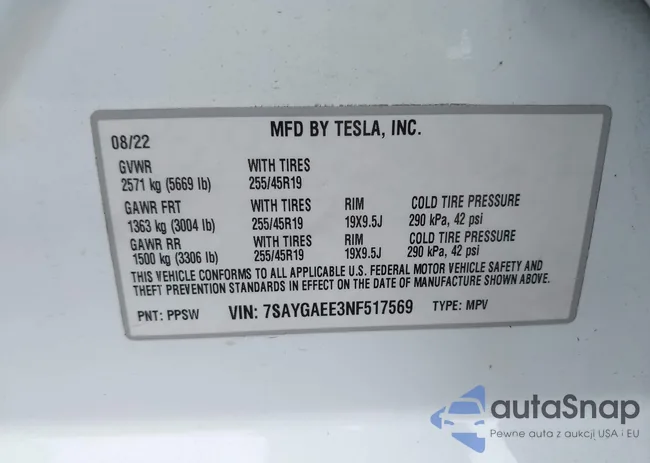 MFD BY TESLA, INC.
08/22
GVWR WITH TIRES
2571 kg (5669 lb) 255/45R19
GAWR FRT WITH TIRES RIM COLD TIRE PRESSURE
1363 kg (3004 lb) 255/45R19 19X9.5J 290 kPa, 42 psi
GAWR RR WITH TIRES RIM COLD TIRE PRESSURE
1500 kg (3306 lb) 255/45R19 19X9.5J 290 kPa, 42 psi
THIS VEHICLE CONFORMS TO ALL APPLICABLE U.S. FEDERAL MOTOR VEHICLE SAFETY AND
THEFT PREVENTION STANDARDS IN EFFECT ON THE DATE OF MANUFACTURE SHOWN ABOVE.
PNT: PPSW VIN: 7SAYGAEE3NF517569 TYPE: MPV
autaSnap
Pewne auta z aukcji USA i EU